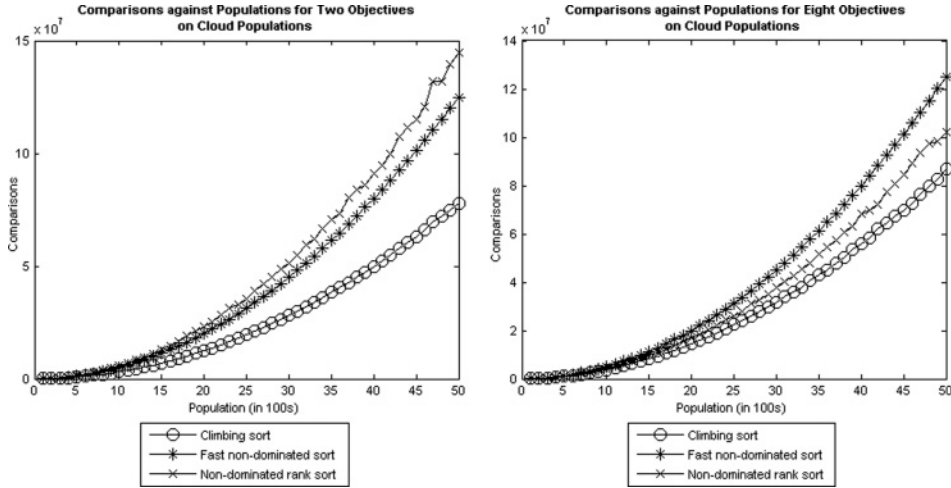 Comparisons against Populations for Two Objectives
on Cloud Populations
x 10^7
15
10
5
0
Comparisons
0 5 10 15 20 25 30 35 40 45 50
Population (in 100s)
Climbing sort
Fast non-dominated sort
Non-dominated rank sort
Comparisons against Populations for Eight Objectives
on Cloud Populations
x 10^7
14
12
10
8
6
4
2
0
Comparisons
0 5 10 15 20 25 30 35 40 45 50
Population (in 100s)
Climbing sort
Fast non-dominated sort
Non-dominated rank sort